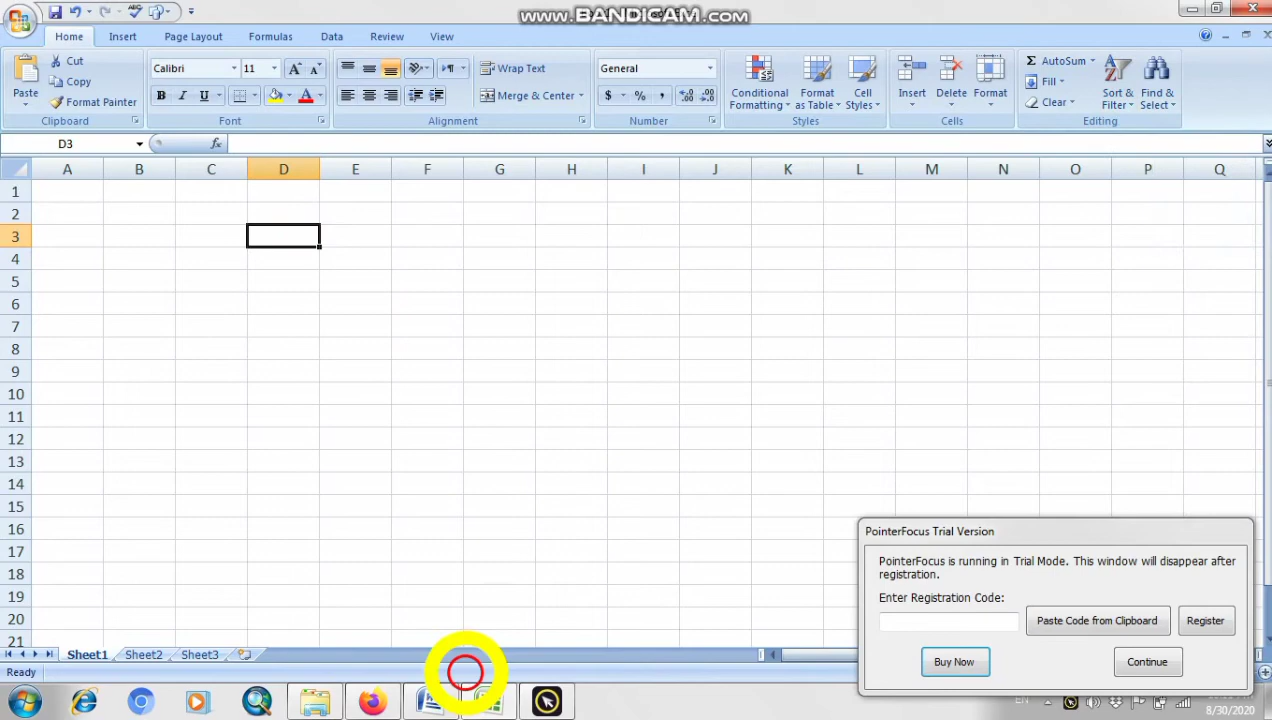 www.BANDICAM.com
Home Insert Page Layout Formulas Data Review View
Cut
Copy
Format Painter
Paste
Clipboard
Calibri 11
B I U A
Font
Wrap Text
Merge & Center
Alignment
General
$ % ,
Number
Conditional Formatting
Format as Table
Cell Styles
Styles
Insert Delete Format
Cells
Σ AutoSum
Fill
Clear
Sort & Filter
Find & Select
Editing
D3 fx
A B C D E F G H I J K L M N O P Q
1
2
3
4
5
6
7
8
9
10
11
12
13
14
15
16
17
18
19
20
21
PointerFocus Trial Version
PointerFocus is running in Trial Mode. This window will disappear after
registration.
Enter Registration Code:
Paste Code from Clipboard Register
Buy Now Continue
Sheet1 Sheet2 Sheet3
Ready
EN
8/30/2020